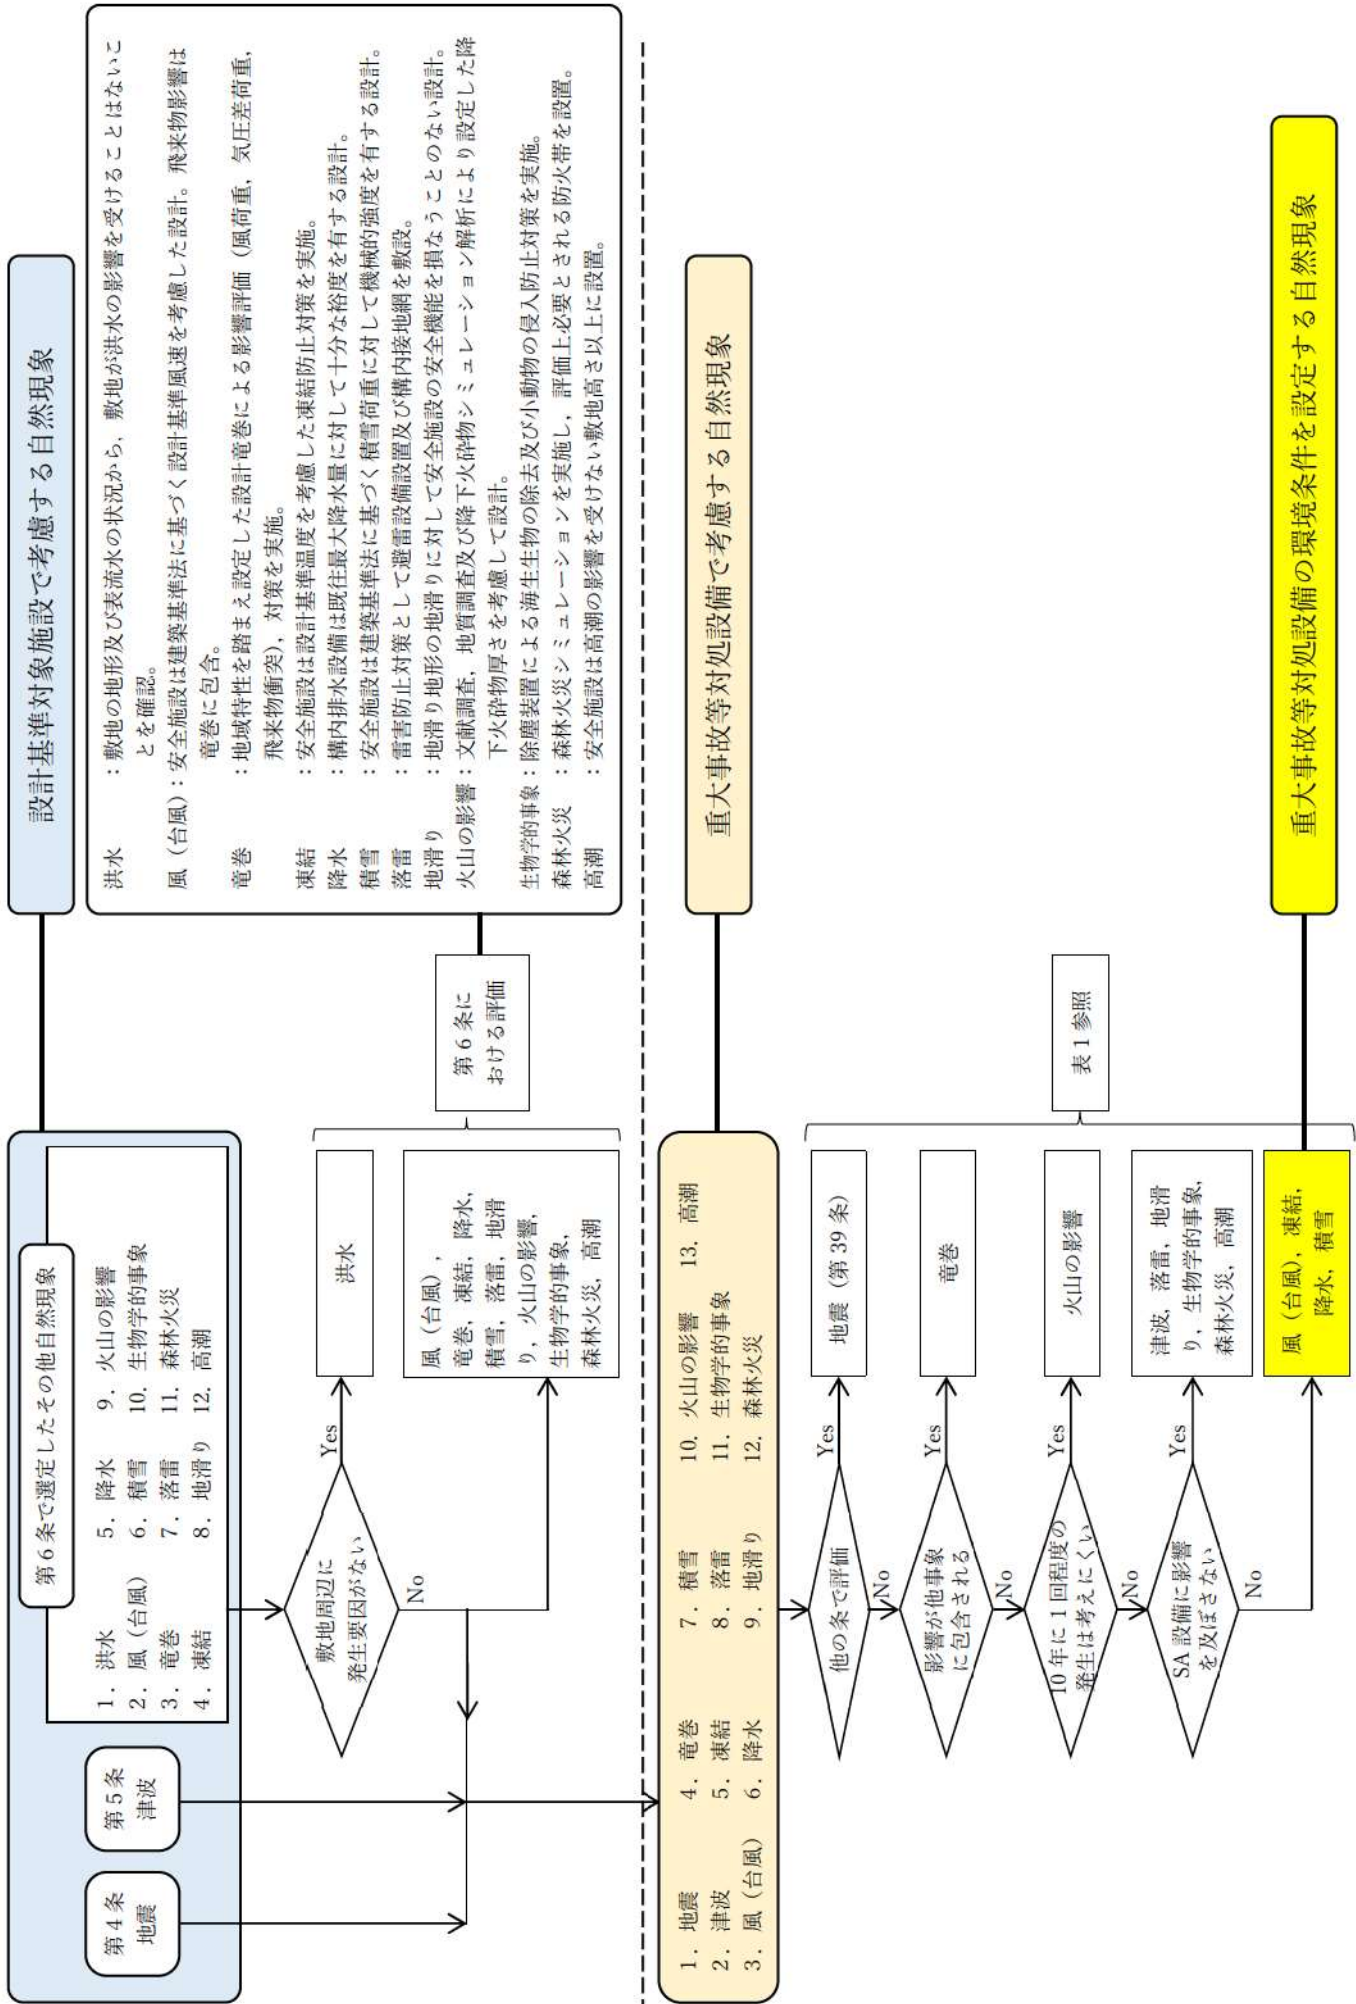 設計基準対象施設で考慮する自然現象
第4条
地震
第5条
津波
第6条で選定したその他自然現象
1. 洪水
2. 風(台風)
3. 竜巻
4. 凍結
5. 降水
6. 積雪
7. 落雷
8. 地滑り
9. 火山の影響
10. 生物学的事象
11. 森林火災
12. 高潮
敷地周辺に
発生要因がない
Yes
No
洪水
風(台風),
竜巻,凍結,降水,
積雪,落雷,地滑
り,火山の影響,
生物学的事象,
森林火災,高潮
第6条に
おける評価
洪水 :敷地の地形及び表流水の状況から,敷地が洪水の影響を受けることはないこ
とを確認。
風(台風):安全施設は建築基準法に基づく設計基準風速を考慮した設計。飛来物影響は
竜巻に包含。
竜巻 :地域特性を踏まえ設定した設計竜巻による影響評価(風荷重,気圧差荷重,
飛来物衝突),対策を実施。
凍結 :安全施設は設計基準温度を考慮した凍結防止対策を実施。
降水 :構内排水設備は既往最大降水量に対して十分な裕度を有する設計。
積雪 :安全施設は建築基準法に基づく積雪荷重に対して機械的強度を有する設計。
落雷 :雷害防止対策として避雷設備設置及び構内接地網を敷設。
地滑り :地滑り地形の地滑りに対して安全施設の安全機能を損なうことのない設計。
火山の影響:文献調査,地質調査及び降下火砕物シミュレーション解析により設定した降
下火砕物厚さを考慮して設計。
生物学的事象:除塵装置による海生生物の除去及び小動物の侵入防止対策を実施。
森林火災 :森林火災シミュレーションを実施し,評価上必要とされる防火帯を設置。
高潮 :安全施設は高潮の影響を受けない敷地高さ以上に設置。
重大事故等対処設備で考慮する自然現象
1. 地震
2. 津波
3. 風(台風)
4. 竜巻
5. 凍結
6. 降水
7. 積雪
8. 落雷
9. 地滑り
10. 火山の影響
11. 生物学的事象
12. 森林火災
13. 高潮
他の条で評価
Yes
No
地震(第39条)
影響が他事象
に包含される
Yes
No
竜巻
10年に1回程度の
発生は考えにくい
Yes
No
火山の影響
SA設備に影響
を及ぼさない
Yes
No
津波,落雷,地滑
り,生物学的事象,
森林火災,高潮
風(台風),凍結,
降水,積雪
表1参照
重大事故等対処設備の環境条件を設定する自然現象